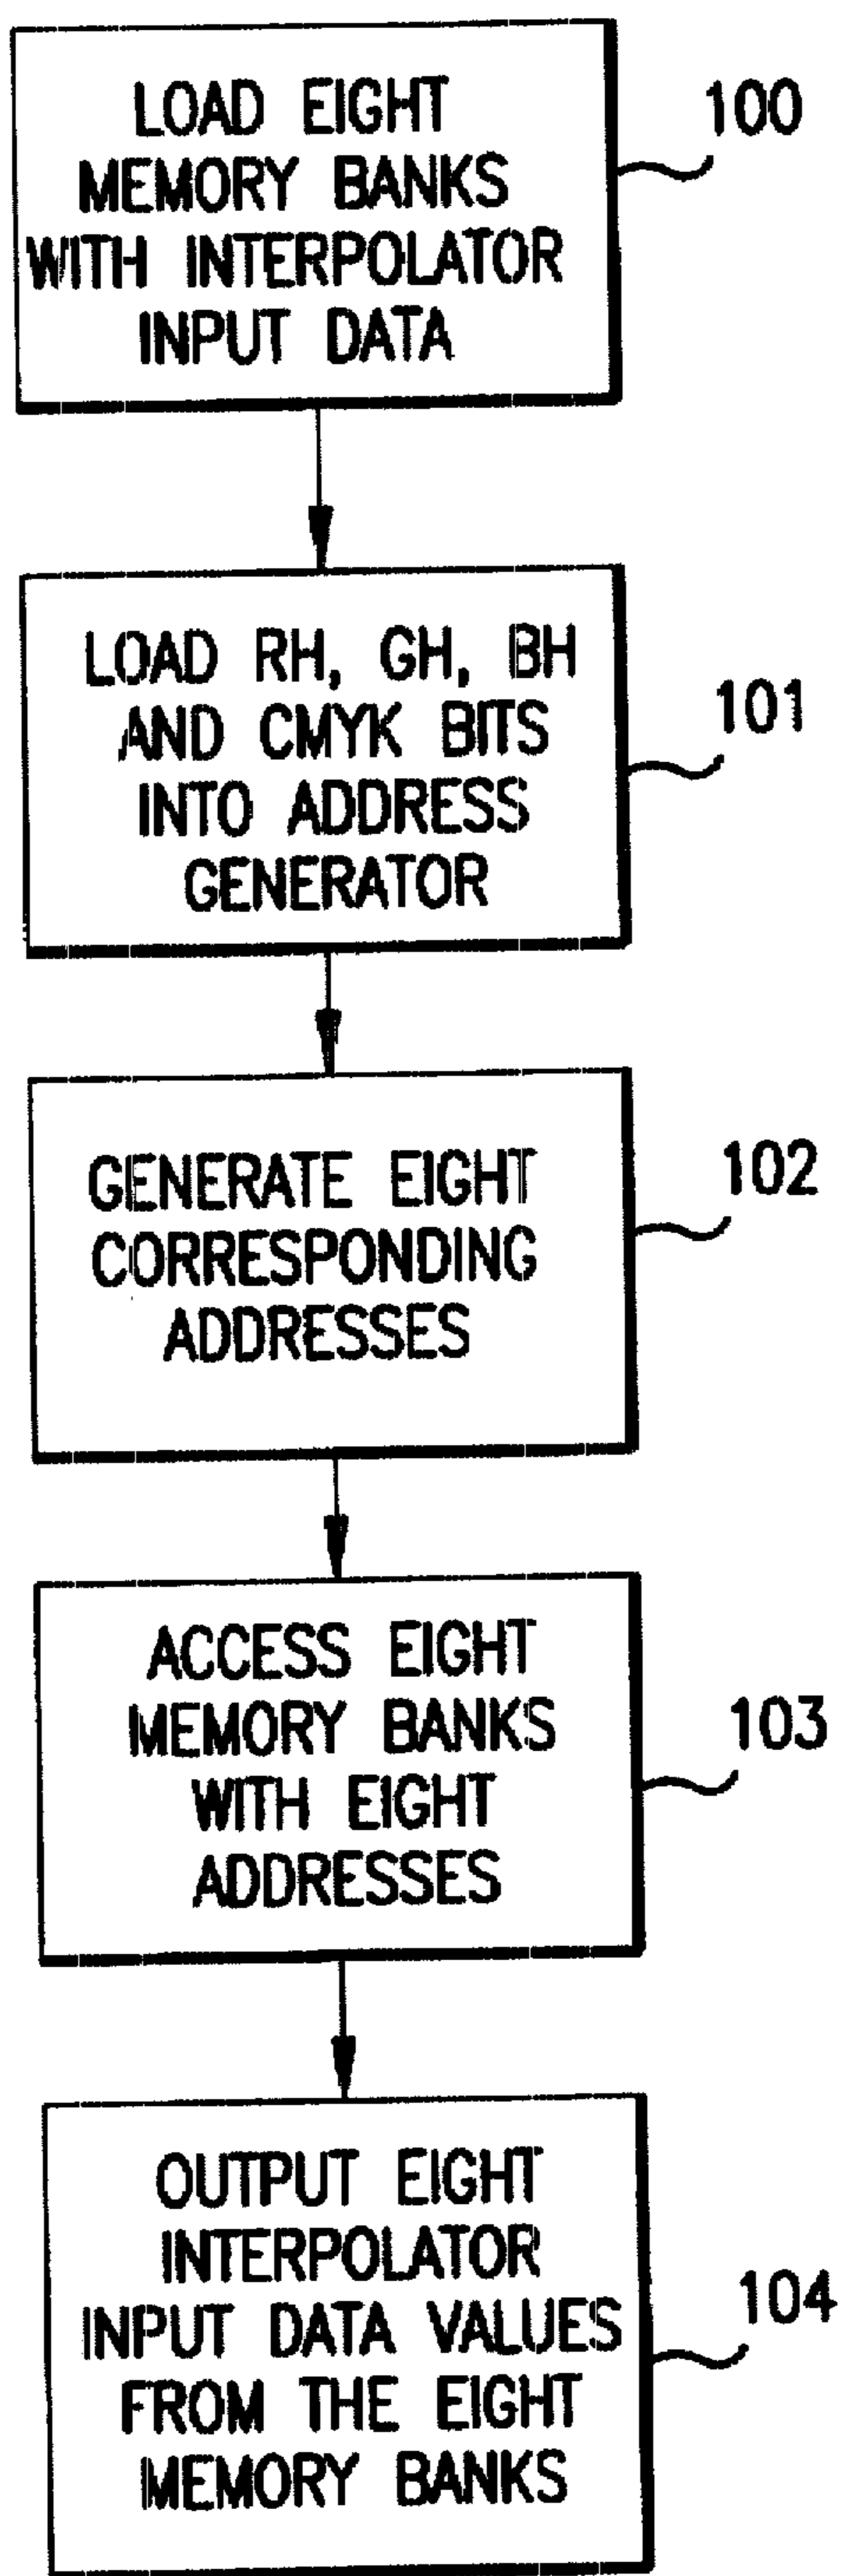 LOAD EIGHT
MEMORY BANKS
WITH INTERPOLATOR
INPUT DATA
100
LOAD RH, GH, BH
AND CMYK BITS
INTO ADDRESS
GENERATOR
101
GENERATE EIGHT
CORRESPONDING
ADDRESSES
102
ACCESS EIGHT
MEMORY BANKS
WITH EIGHT
ADDRESSES
103
OUTPUT EIGHT
INTERPOLATOR
INPUT DATA VALUES
FROM THE EIGHT
MEMORY BANKS
104